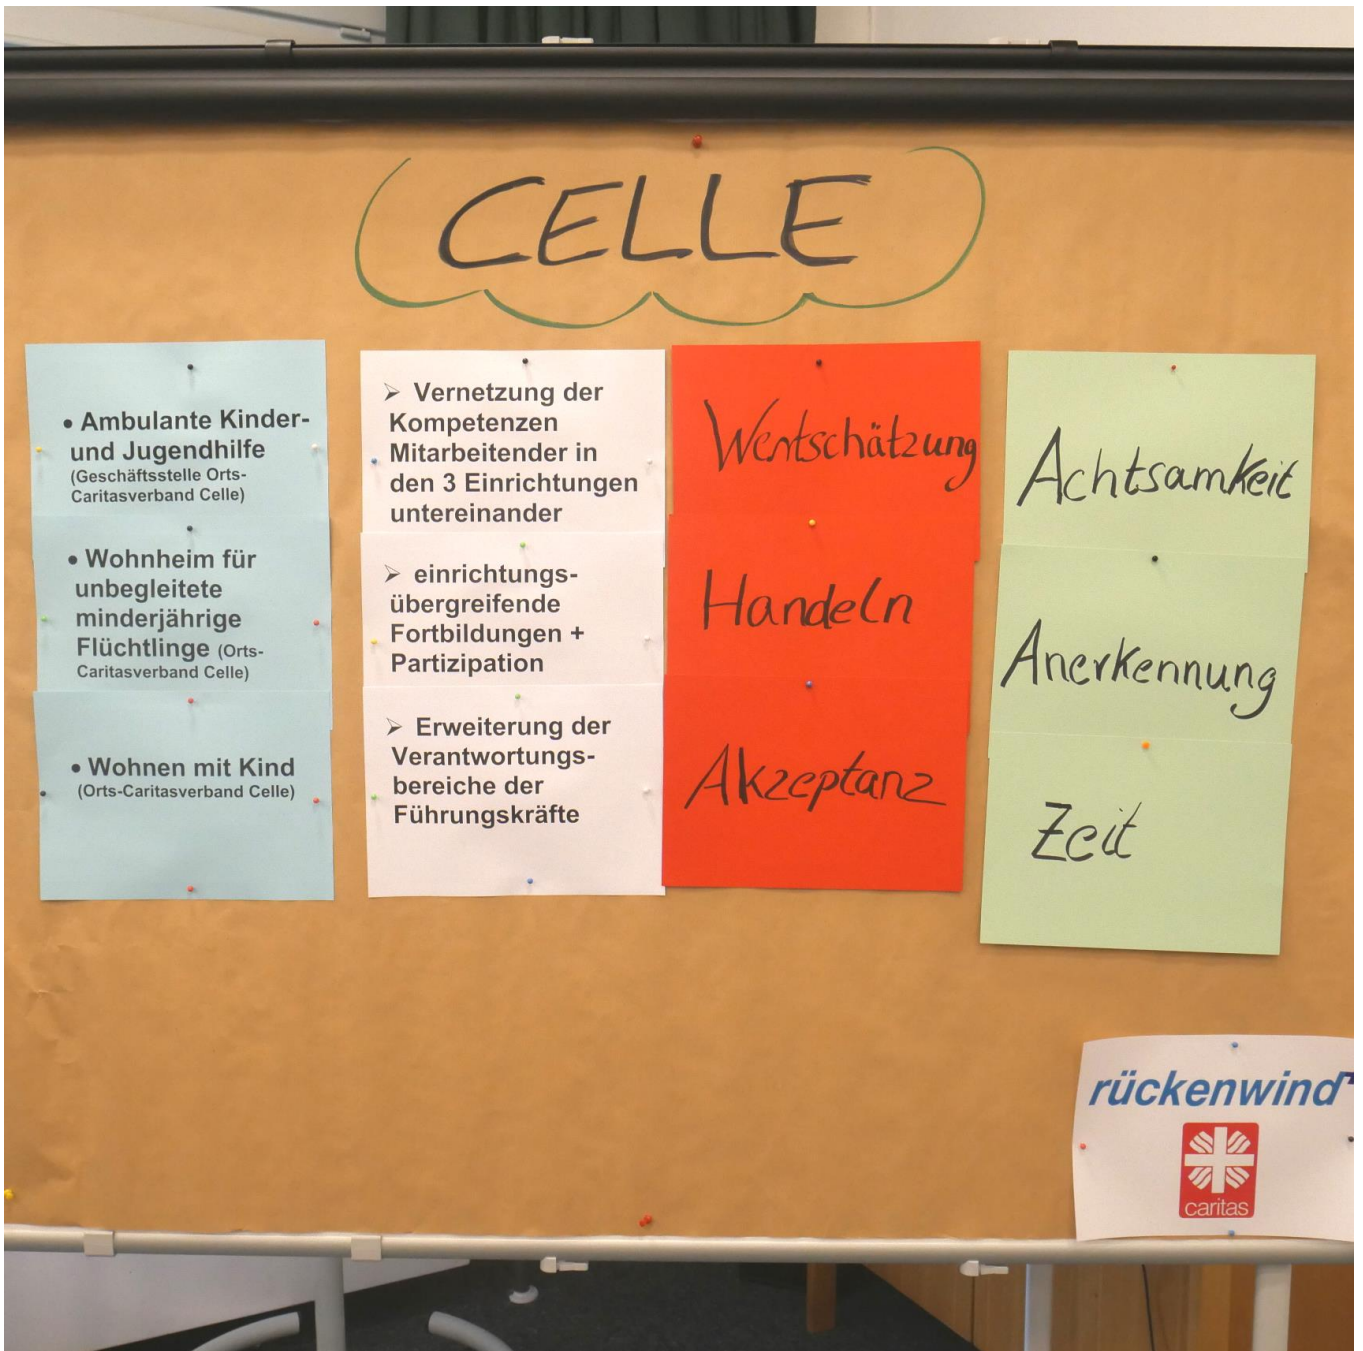 CELLE
• Ambulante Kinder-
und Jugendhilfe
(Geschäftsstelle Orts-
Caritasverband Celle)
• Wohnheim für
unbegleitete
minderjährige
Flüchtlinge (Orts-
Caritasverband Celle)
• Wohnen mit Kind
(Orts-Caritasverband Celle)
➢ Vernetzung der
Kompetenzen
Mitarbeitender in
den 3 Einrichtungen
untereinander
➢ einrichtungs-
übergreifende
Fortbildungen +
Partizipation
➢ Erweiterung der
Verantwortungs-
bereiche der
Führungskräfte
Wertschätzung
Handeln
Akzeptanz
Achtsamkeit
Anerkennung
Zeit
rückenwind
caritas